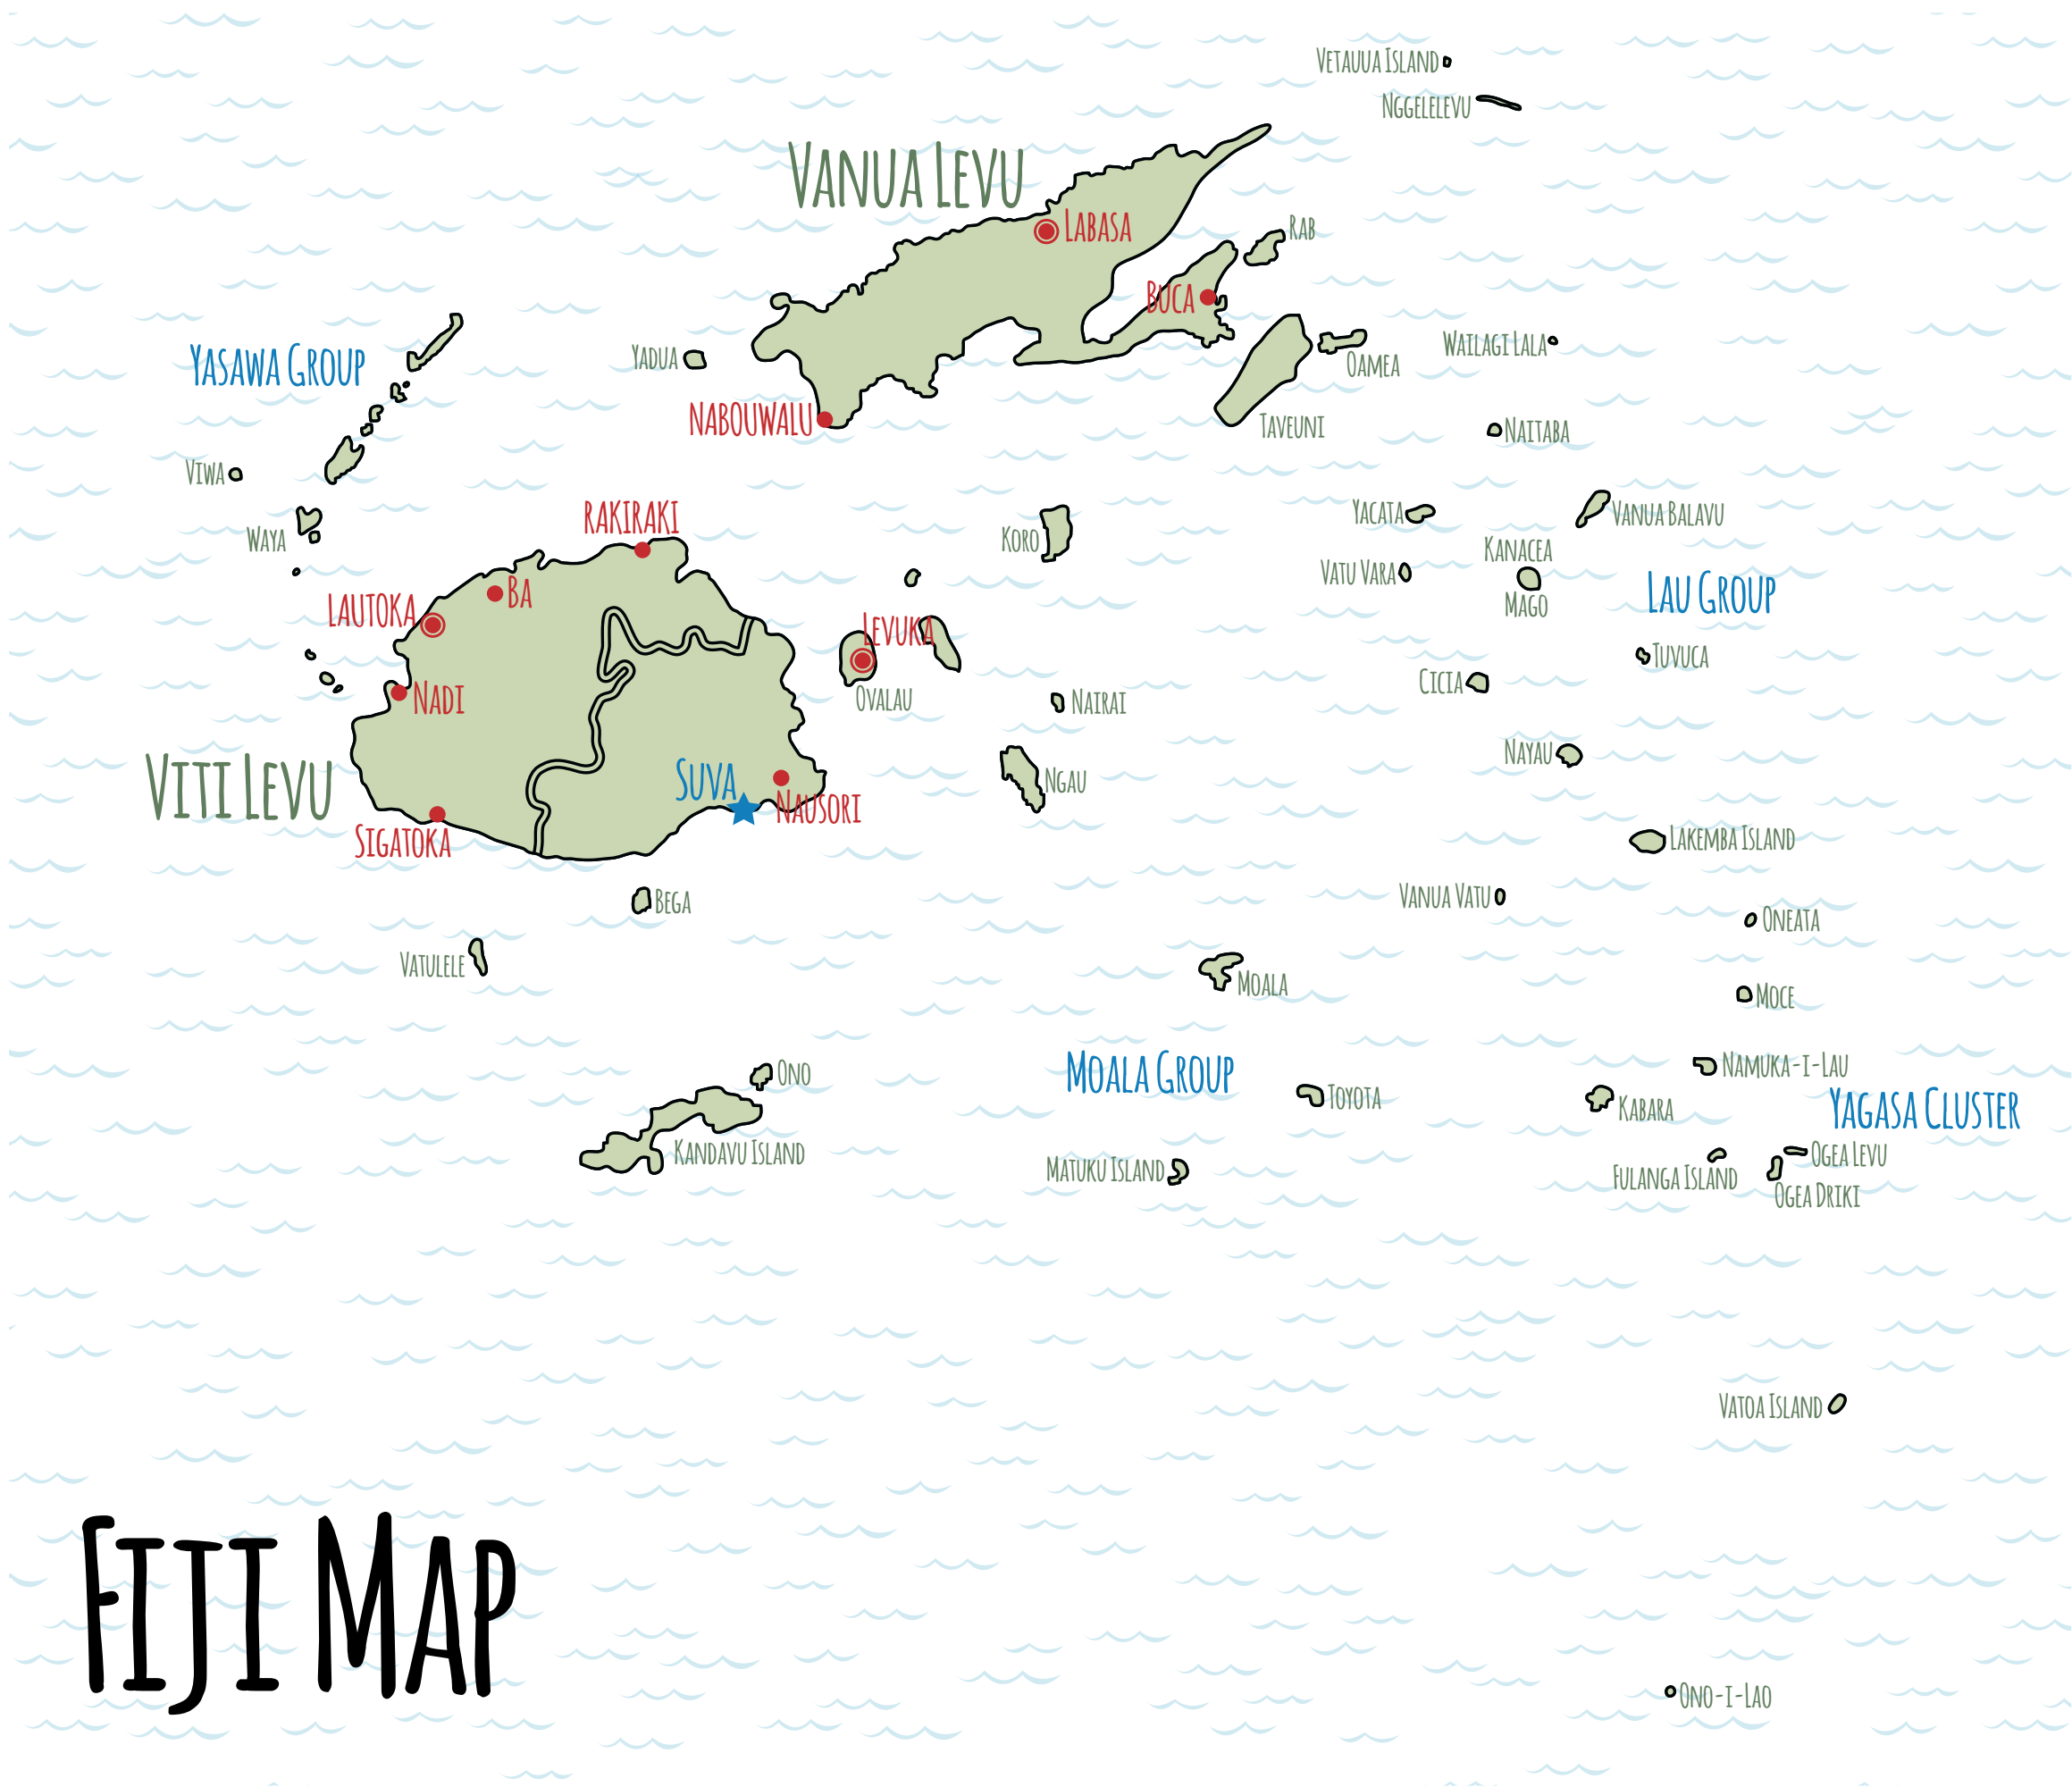 Vetauua Island
Nggelelevu
Vanua Levu
Labasa
Rab
Buca
Yasawa Group
Yadua
Wailagi Lala
Oamea
Nabouwalu
Taveuni
Naitaba
Viwa
Rakiraki
Yacata
Vanua Balavu
Waya
Koro
Kanacea
Vatu Vara
Ba
Lau Group
Mago
Lautoka
Levuka
Tuvuca
Cicia
Nadi
Ovalau
Nairai
Nayau
Viti Levu
Suva
Ngau
Nausori
Sigatoka
Lakemba Island
Bega
Vanua Vatu
Oneata
Vatulele
Moala
Moce
Ono
Moala Group
Namuka-i-Lau
Toyota
Kabara
Yagasa Cluster
Kandavu Island
Ogea Levu
Matuku Island
Fulanga Island
Ogea Driki
Vatoa Island
Fiji Map
Ono-i-Lao